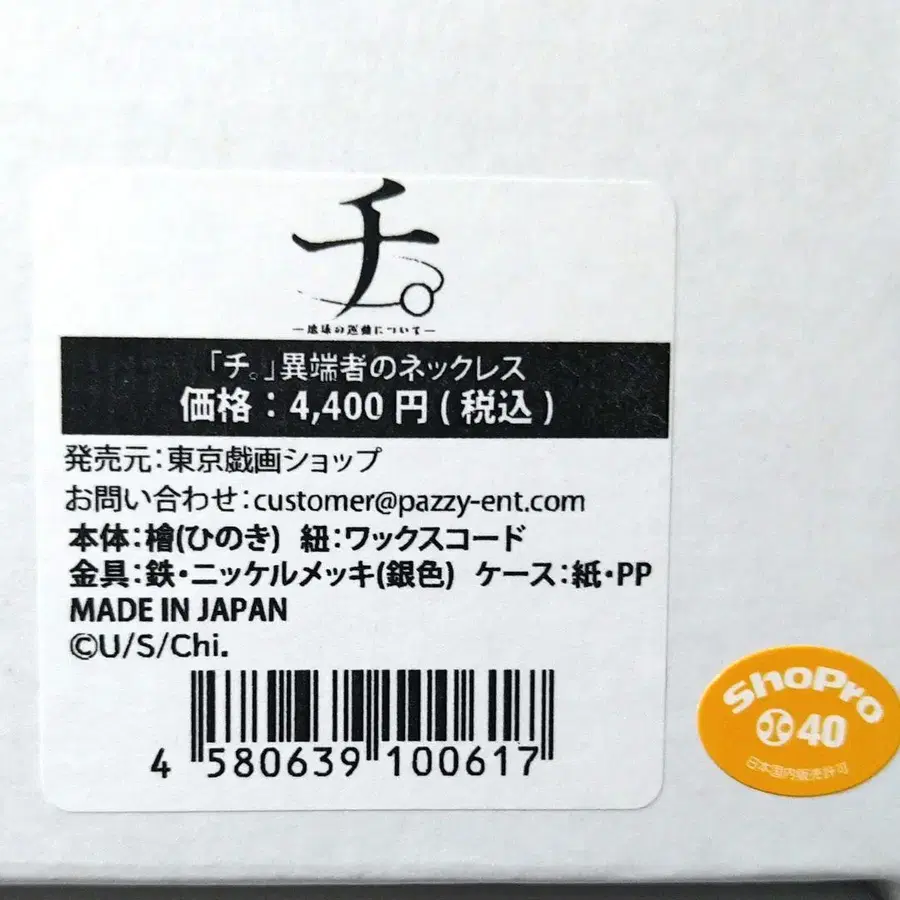 チ。
―地球の運動について―
「チ。」異端者のネックレス
価格：4,400 円 ( 税込 )
発売元：東京戯画ショップ
お問い合わせ：customer@pazzy-ent.com
本体：檜(ひのき)　紐：ワックスコード
金具：鉄・ニッケルメッキ(銀色)　ケース：紙・PP
MADE IN JAPAN
©U/S/Chi.
4 580639 100617
ShoPro
40
日本国内販売許可